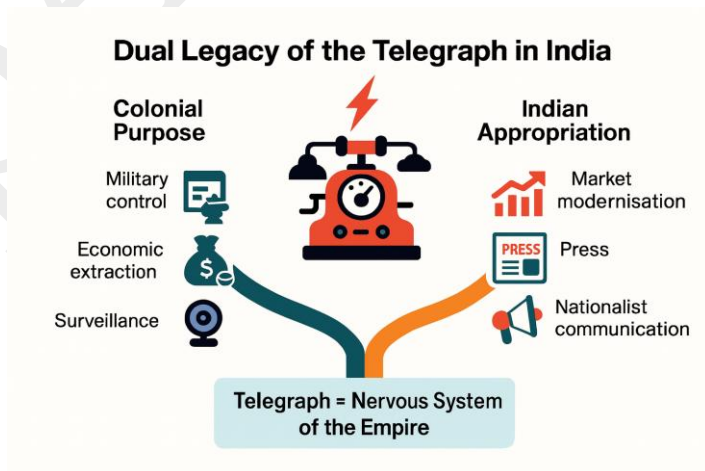 Dual Legacy of the Telegraph in India
Colonial
Purpose
Military
control
Economic
extraction
$
Surveillance
Indian
Appropriation
Market
modernisation
PRESS
Press
Nationalist
communication
Telegraph = Nervous System
of the Empire